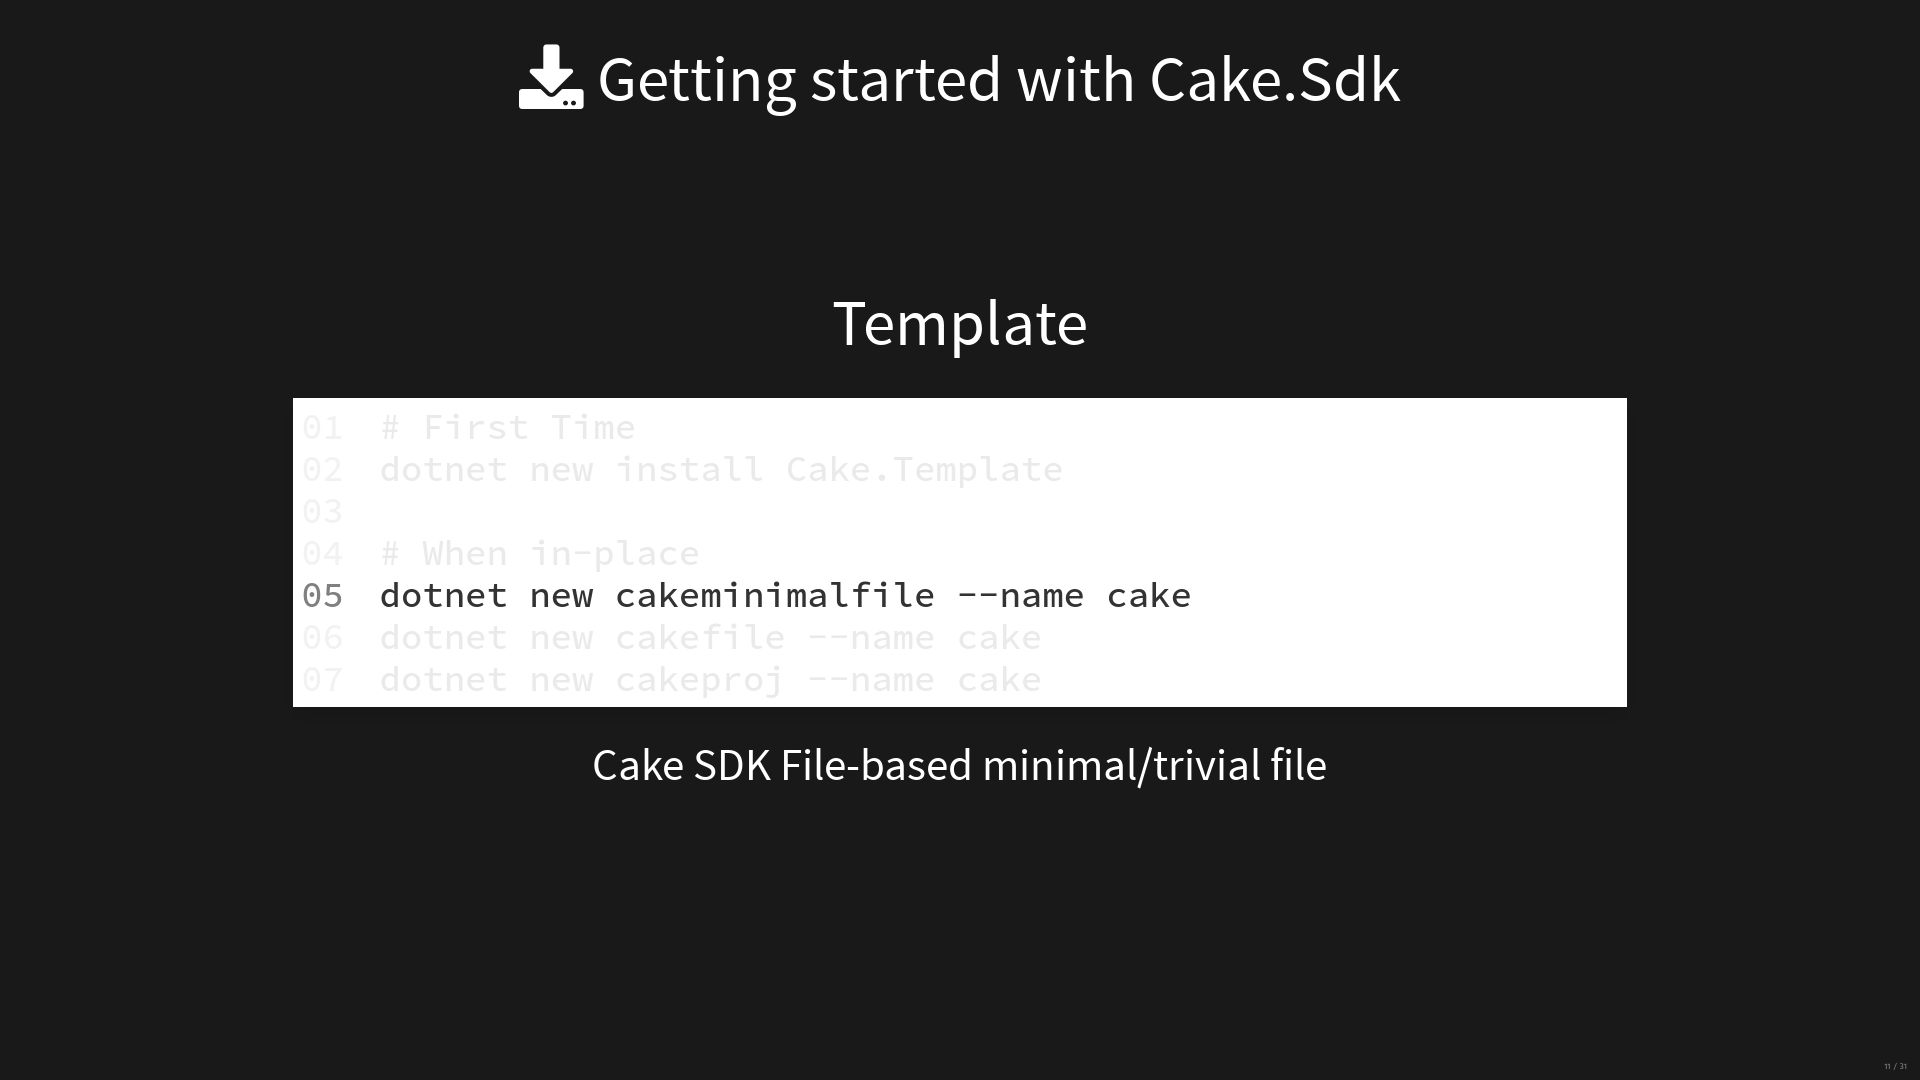 Getting started with Cake.Sdk
Template
01 # First Time
02 dotnet new install Cake.Template
03
04 # When in-place
05 dotnet new cakeminimalfile --name cake
06 dotnet new cakefile --name cake
07 dotnet new cakeproj --name cake
Cake SDK File-based minimal/trivial file
11 / 31